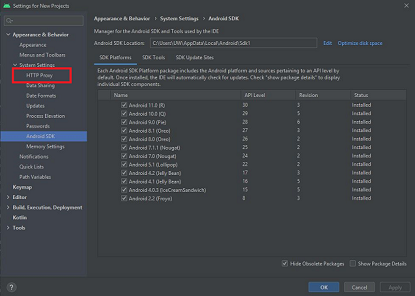 Settings for New Projects
Appearance & Behavior
Appearance
Menus and Toolbars
System Settings
HTTP Proxy
Data Sharing
Date Formats
Updates
Process Elevation
Passwords
Android SDK
Memory Settings
Notifications
Quick Lists
Path Variables
Keymap
Editor
Build, Execution, Deployment
Kotlin
Tools
?
Appearance & Behavior > System Settings > Android SDK
Manager for the Android SDK and Tools used by the IDE
Android SDK Location: C:\Users\UW\AppData\Local\Android\Sdk1 Edit Optimize disk space
SDK Platforms SDK Tools SDK Update Sites
Each Android SDK Platform package includes the Android platform and sources pertaining to an API level by
default. Once installed, the IDE will automatically check for updates. Check "show package details" to display
individual SDK components.
Name API Level Revision Status
Android 11.0 (R) 30 3 Installed
Android 10.0 (Q) 29 5 Installed
Android 9.0 (Pie) 28 6 Installed
Android 8.1 (Oreo) 27 3 Installed
Android 8.0 (Oreo) 26 2 Installed
Android 7.1.1 (Nougat) 25 3 Installed
Android 7.0 (Nougat) 24 2 Installed
Android 5.1 (Lollipop) 22 2 Installed
Android 4.2 (Jelly Bean) 17 3 Installed
Android 4.1 (Jelly Bean) 16 5 Installed
Android 4.0.3 (IceCreamSandwich) 15 5 Installed
Android 2.2 (Froyo) 8 3 Installed
Hide Obsolete Packages Show Package Details
OK Cancel Apply